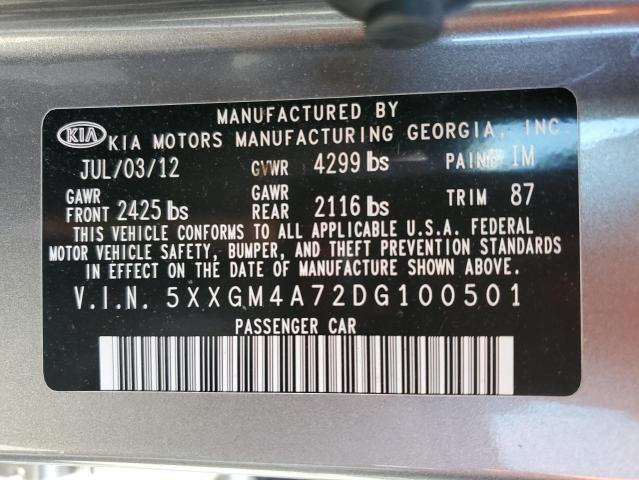 MANUFACTURED BY
KIA KIA MOTORS MANUFACTURING GEORGIA, INC.
JUL/03/12 GVWR 4299 lbs PAINT IM
GAWR FRONT 2425 lbs GAWR REAR 2116 lbs TRIM 87
THIS VEHICLE CONFORMS TO ALL APPLICABLE U.S.A. FEDERAL
MOTOR VEHICLE SAFETY, BUMPER, AND THEFT PREVENTION STANDARDS
IN EFFECT ON THE DATE OF MANUFACTURE SHOWN ABOVE.
V.I.N. 5XXGM4A72DG100501
PASSENGER CAR